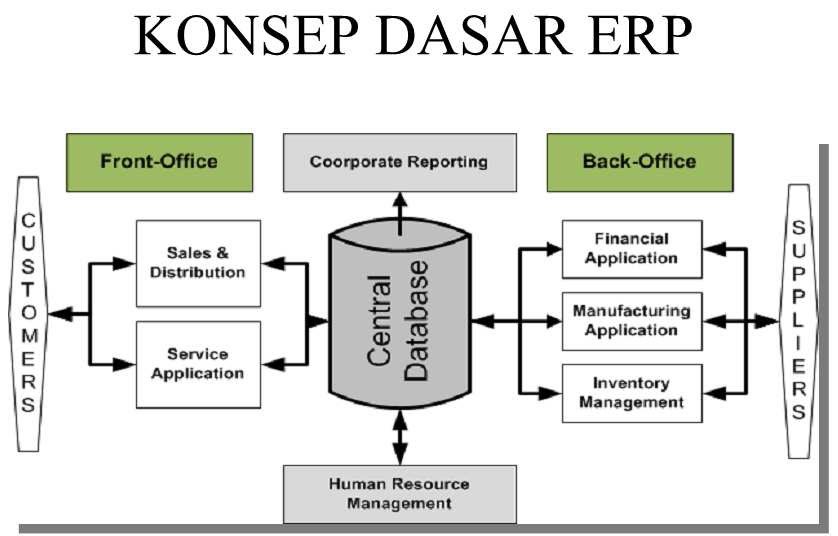 KONSEP DASAR ERP
Front-Office
Coorporate Reporting
Back-Office
CUSTOMERS
Sales &
Distribution
Service
Application
Central
Database
Financial
Application
Manufacturing
Application
Inventory
Management
SUPPLIERS
Human Resource
Management